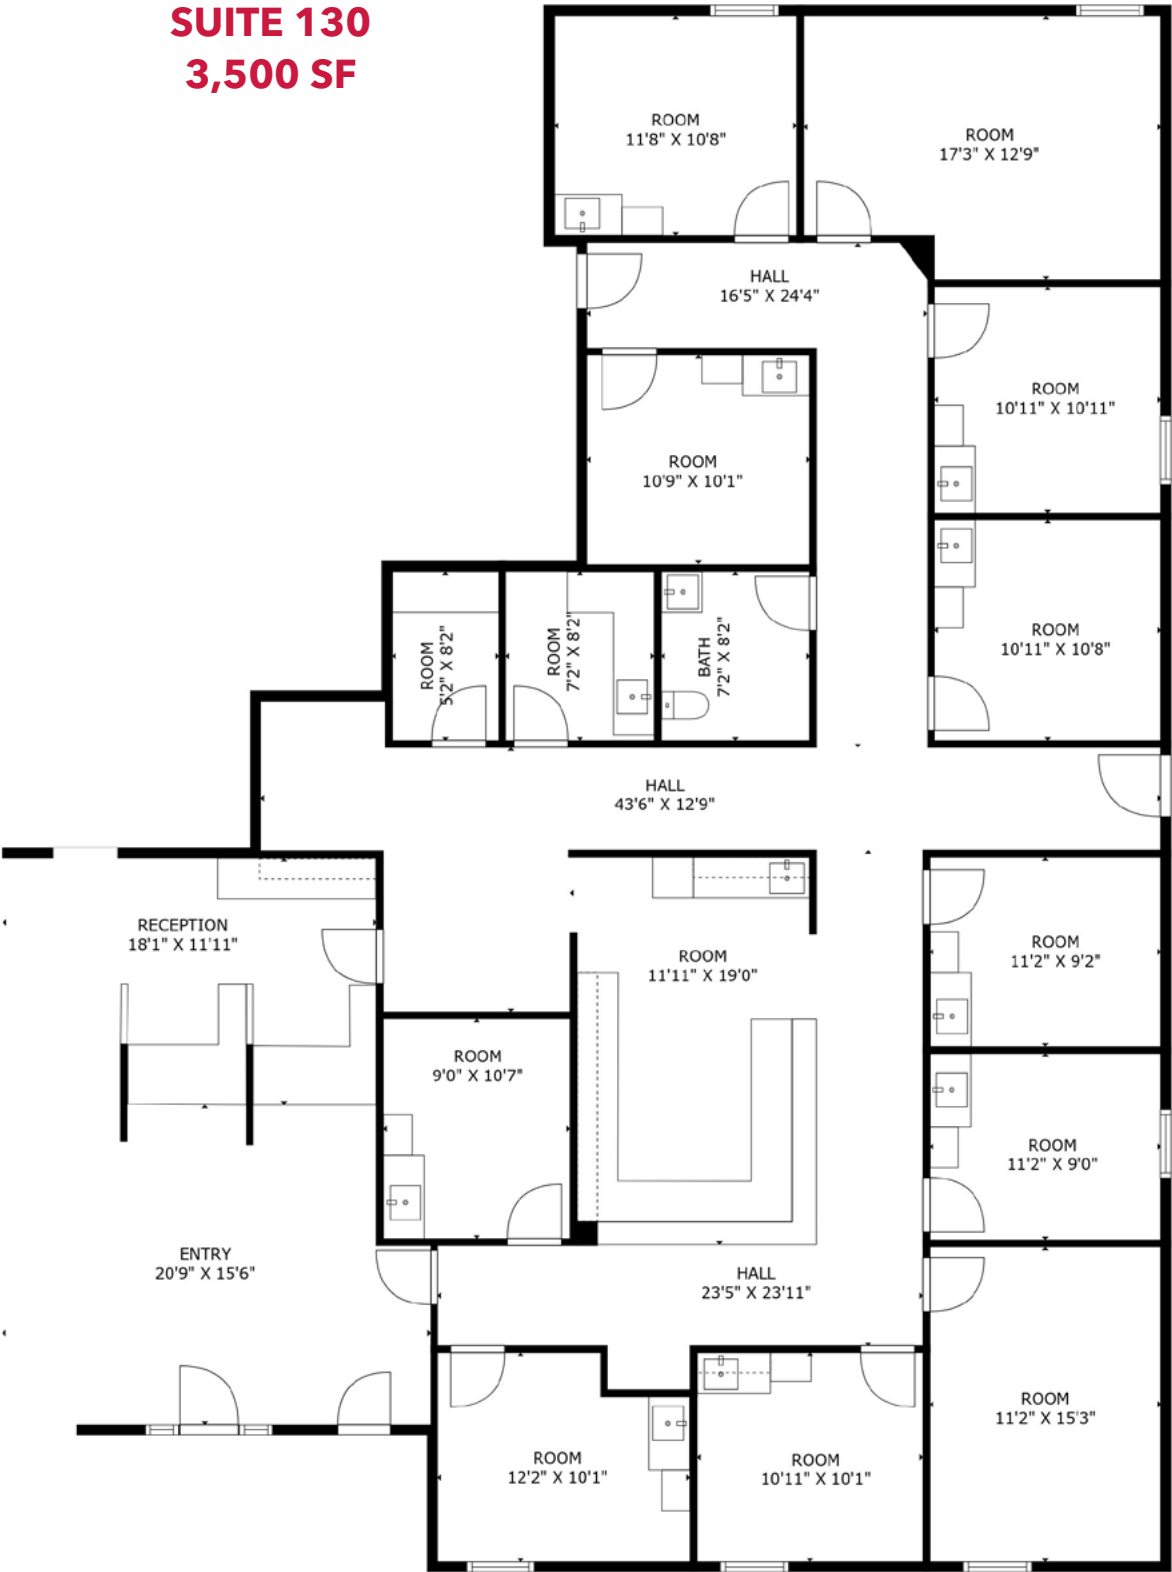 SUITE 130
3,500 SF
ROOM
11'8" X 10'8"
ROOM
17'3" X 12'9"
HALL
16'5" X 24'4"
ROOM
10'11" X 10'11"
ROOM
10'9" X 10'1"
ROOM
5'2" X 8'2"
ROOM
7'2" X 8'2"
BATH
7'2" X 8'2"
ROOM
10'11" X 10'8"
HALL
43'6" X 12'9"
RECEPTION
18'1" X 11'11"
ROOM
11'11" X 19'0"
ROOM
11'2" X 9'2"
ROOM
9'0" X 10'7"
ROOM
11'2" X 9'0"
ENTRY
20'9" X 15'6"
HALL
23'5" X 23'11"
ROOM
11'2" X 15'3"
ROOM
12'2" X 10'1"
ROOM
10'11" X 10'1"